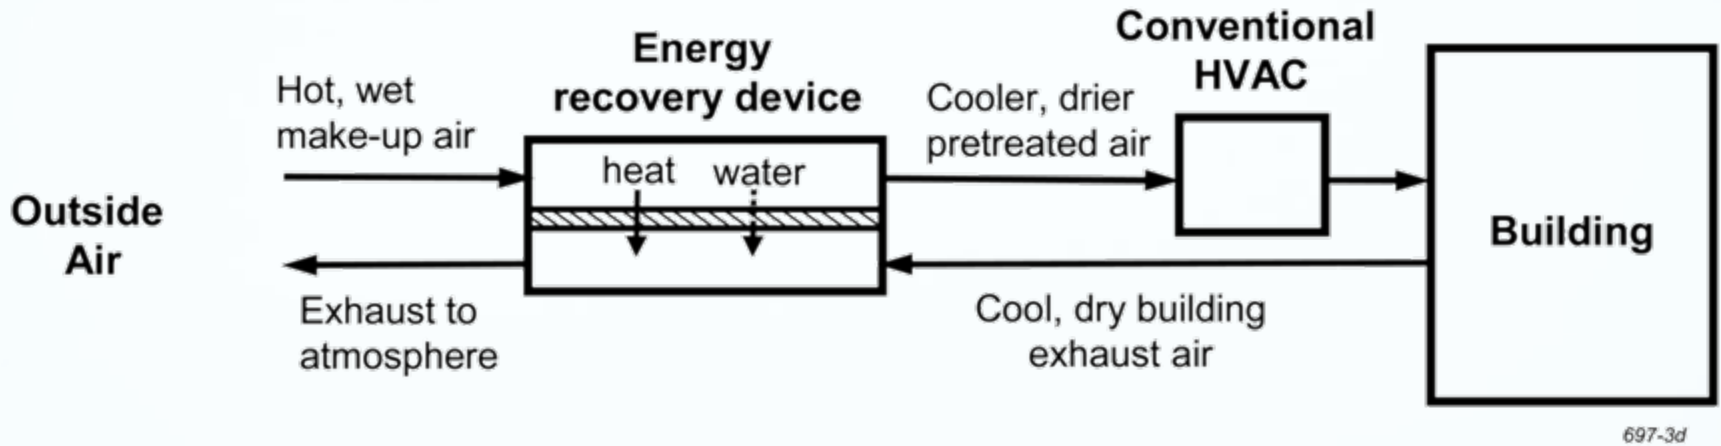 Outside
Air
Hot, wet
make-up air
Exhaust to
atmosphere
Energy
recovery device
heat water
Cooler, drier
pretreated air
Cool, dry building
exhaust air
Conventional
HVAC
Building
697-3d